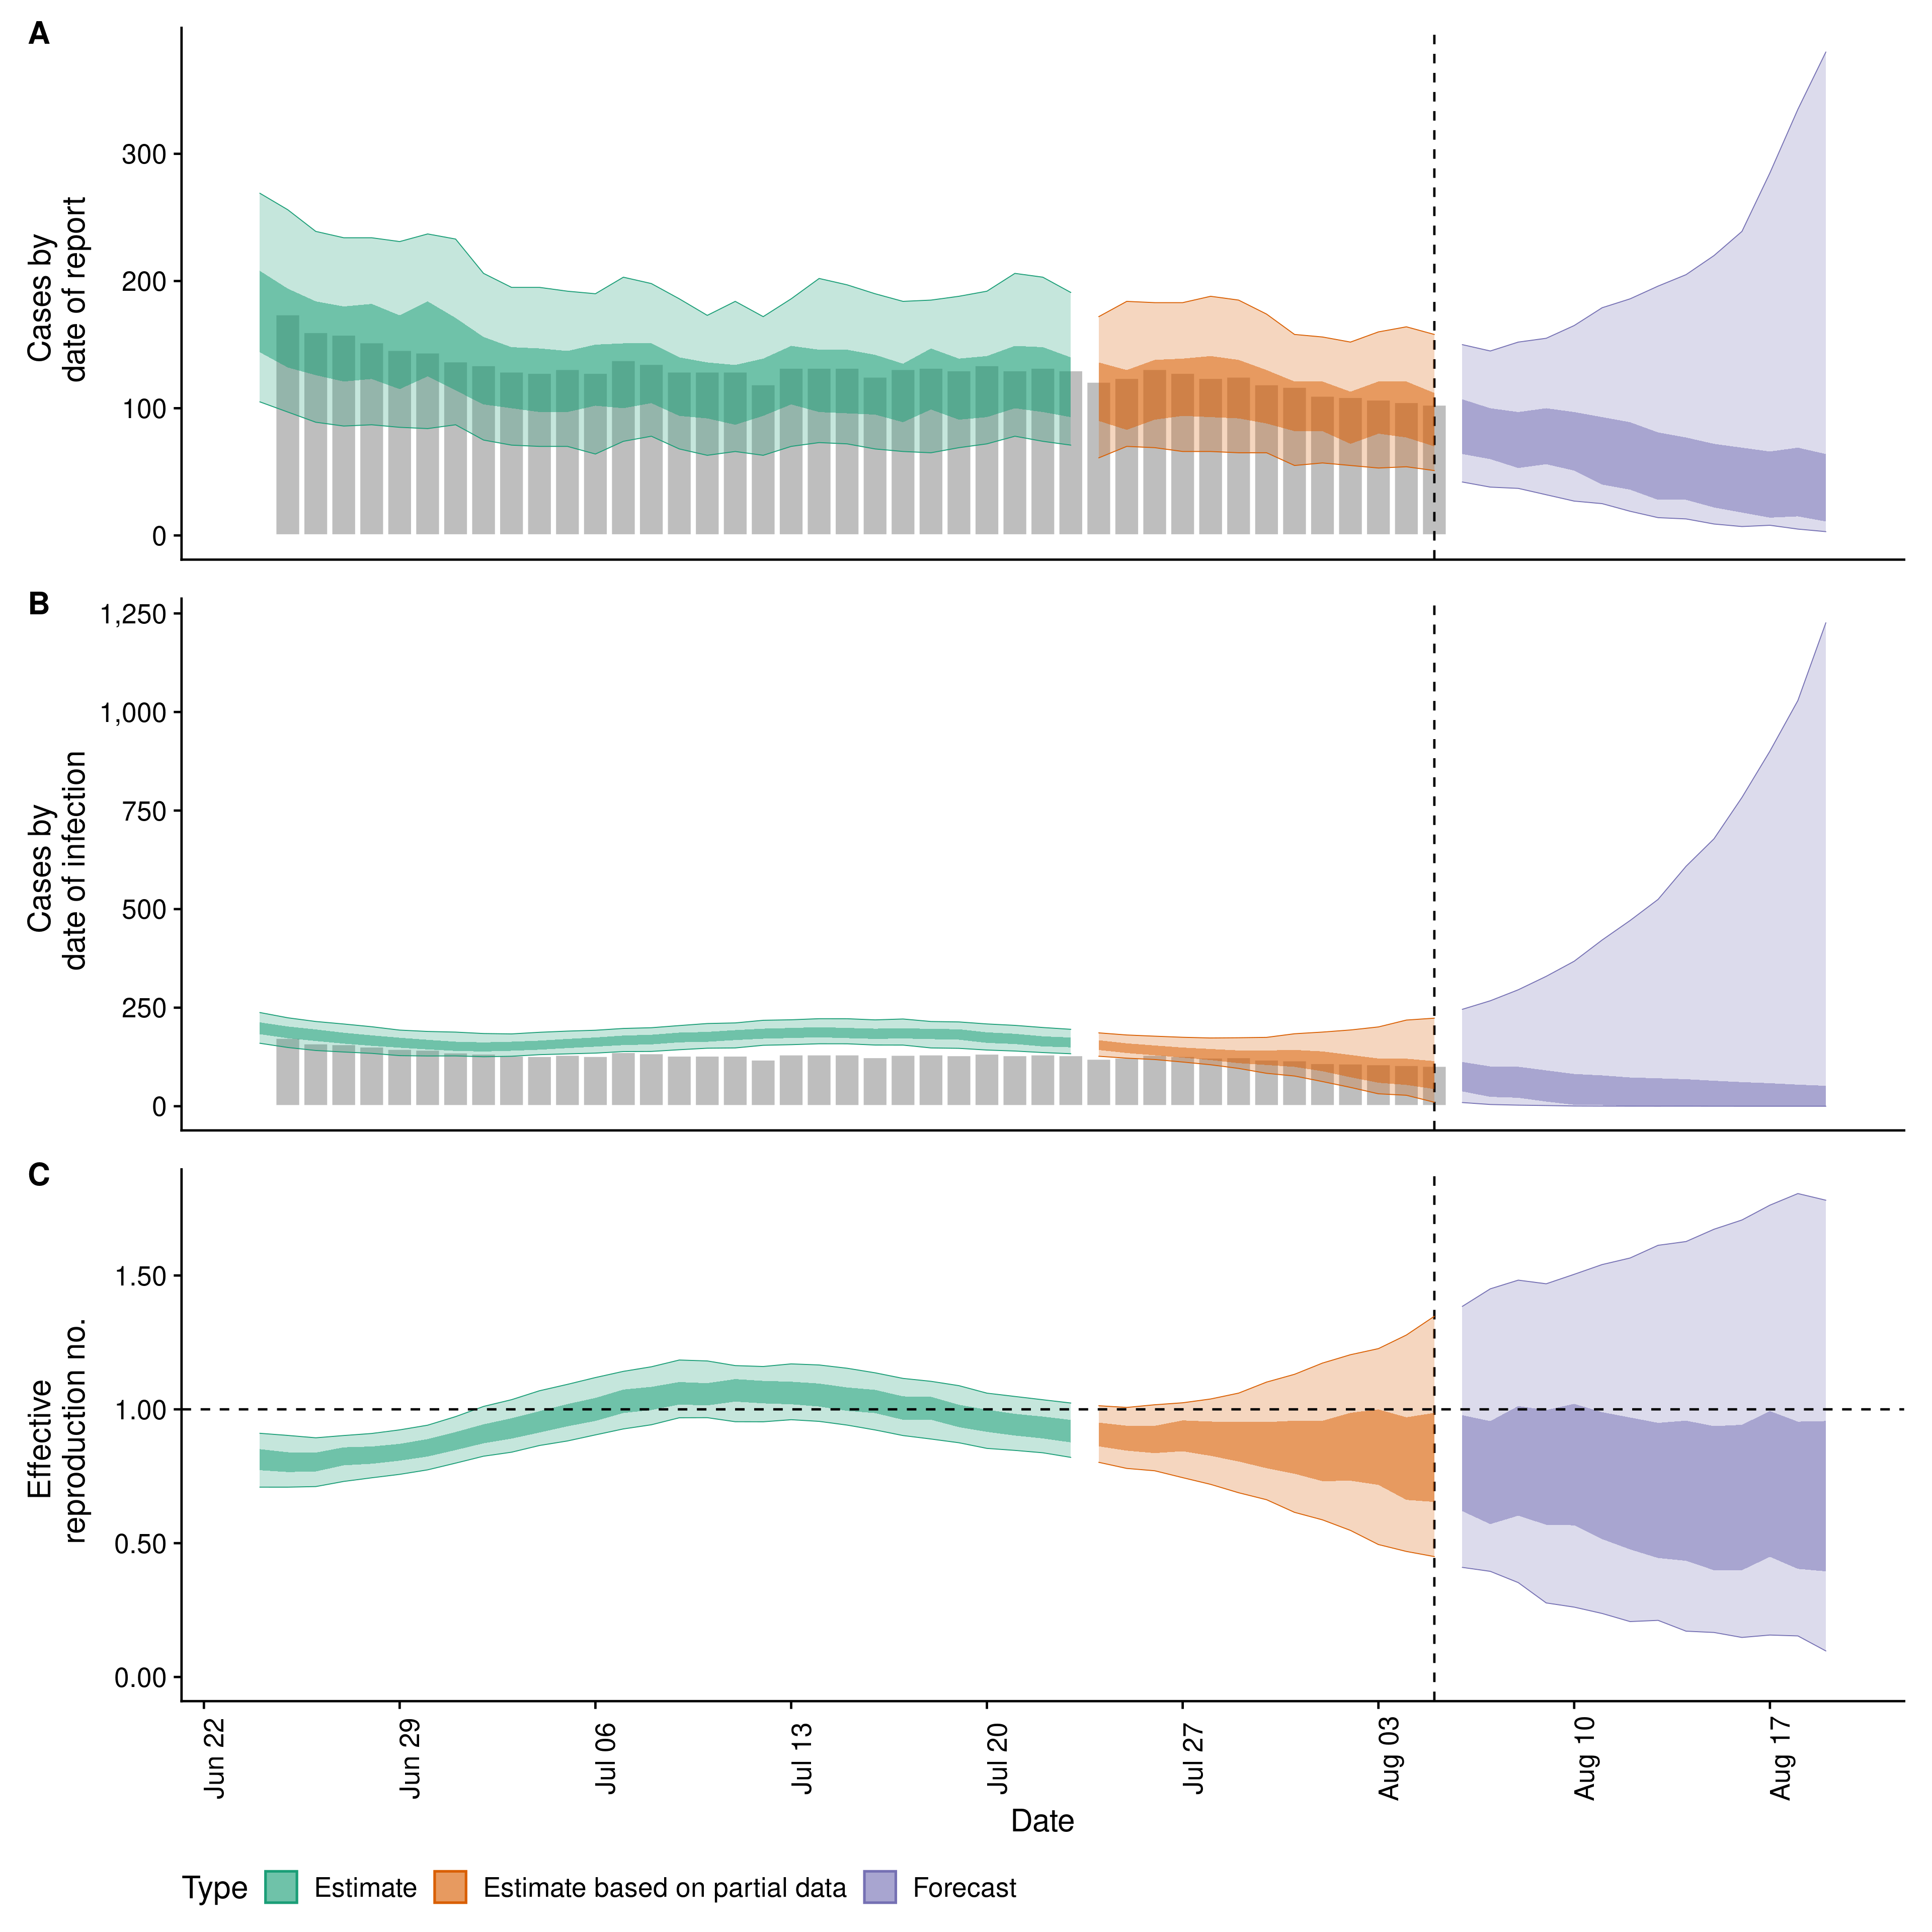 A
Cases by
date of report
300
200
100
0
B
Cases by
date of infection
1,250
1,000
750
500
250
0
C
Effective
reproduction no.
1.50
1.00
0.50
0.00
Jun 22
Jun 29
Jul 06
Jul 13
Jul 20
Jul 27
Aug 03
Aug 10
Aug 17
Date
Type Estimate Estimate based on partial data Forecast